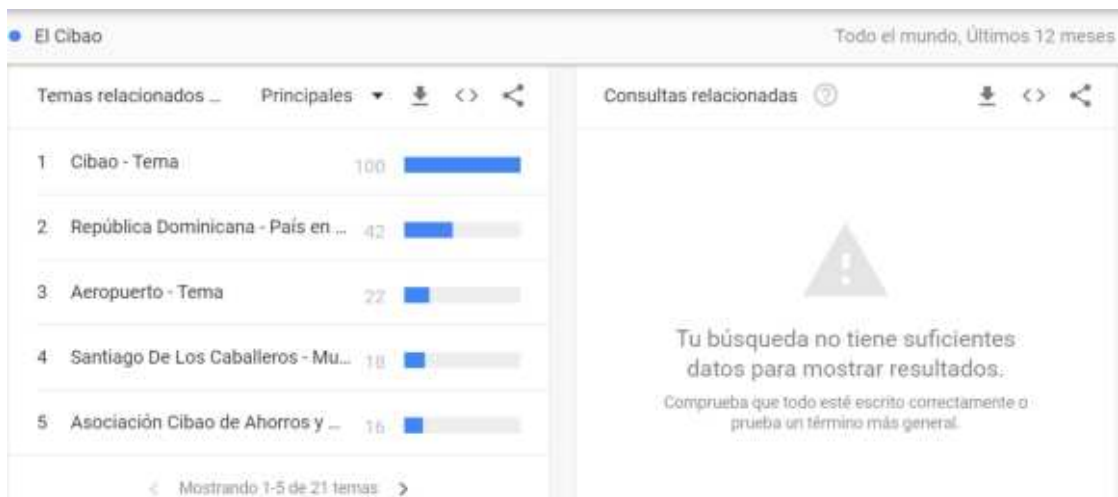 El Cibao
Todo el mundo, Últimos 12 meses
Temas relacionados ...
Principales
1 Cibao - Tema 100
2 República Dominicana - País en ... 42
3 Aeropuerto - Tema 22
4 Santiago De Los Caballeros - Mu... 18
5 Asociación Cibao de Ahorros y ... 16
Mostrando 1-5 de 21 temas
Consultas relacionadas ?
!
Tu búsqueda no tiene suficientes
datos para mostrar resultados.
Comprueba que todo esté escrito correctamente o
prueba un término más general.